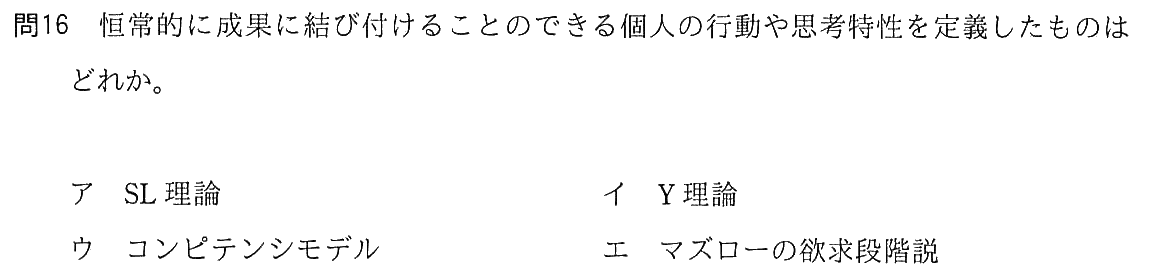 問16 恒常的に成果に結び付けることのできる個人の行動や思考特性を定義したものは
どれか。
ア SL 理論 イ Y 理論
ウ コンピテンシモデル エ マズローの欲求段階説